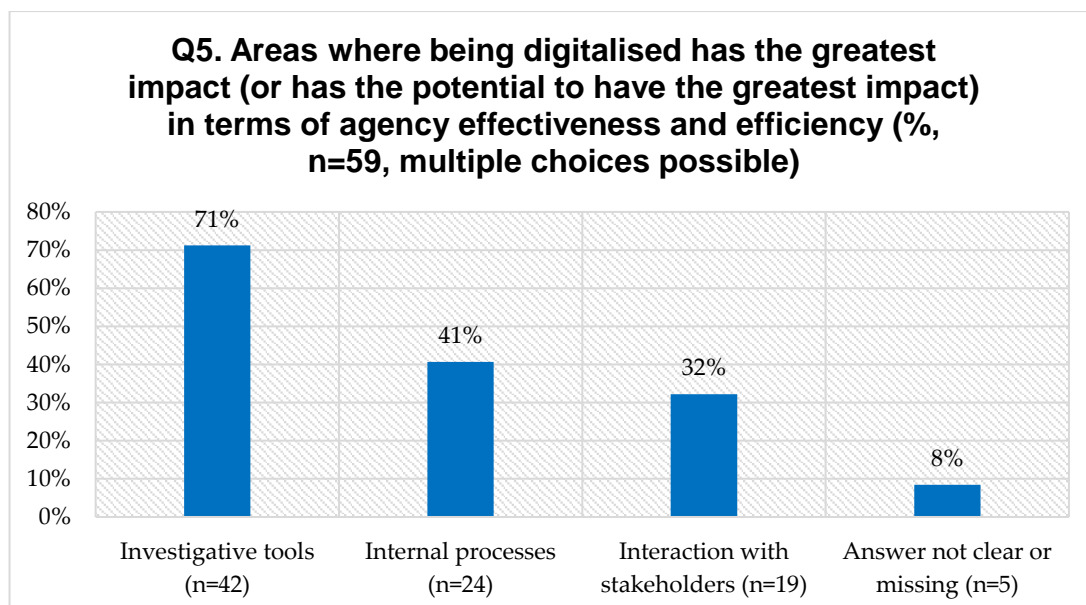 Q5. Areas where being digitalised has the greatest
impact (or has the potential to have the greatest impact)
in terms of agency effectiveness and efficiency (%,
n=59, multiple choices possible)
80%
70%
60%
50%
40%
30%
20%
10%
0%
71%
41%
32%
8%
Investigative tools
(n=42)
Internal processes
(n=24)
Interaction with
stakeholders (n=19)
Answer not clear or
missing (n=5)